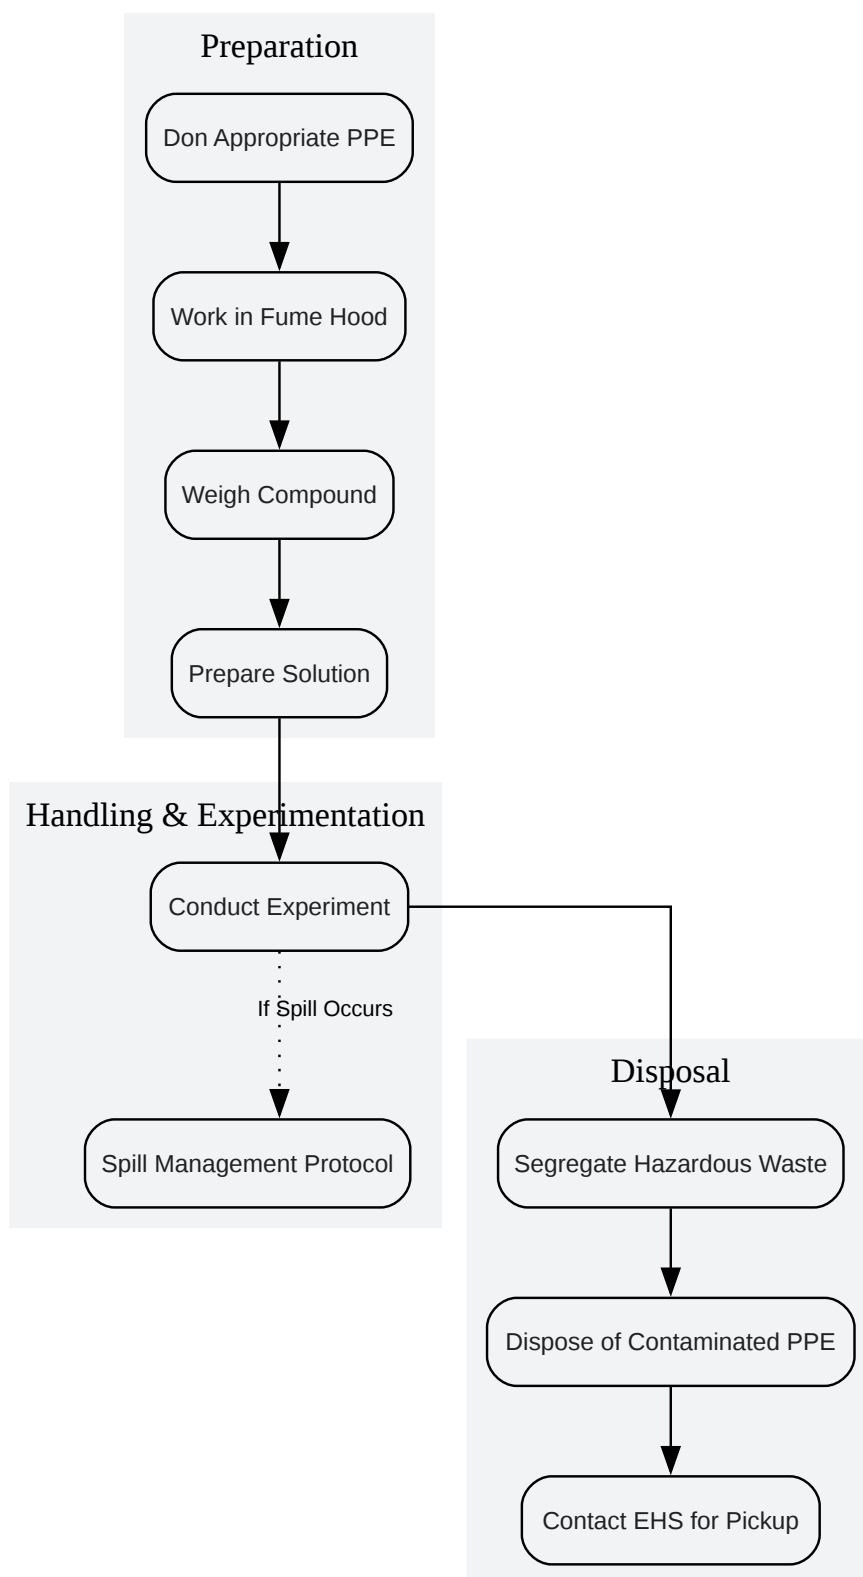 Preparation
Don Appropriate PPE
Work in Fume Hood
Weigh Compound
Prepare Solution
Handling & Experimentation
Conduct Experiment
If Spill Occurs
Spill Management Protocol
Disposal
Segregate Hazardous Waste
Dispose of Contaminated PPE
Contact EHS for Pickup